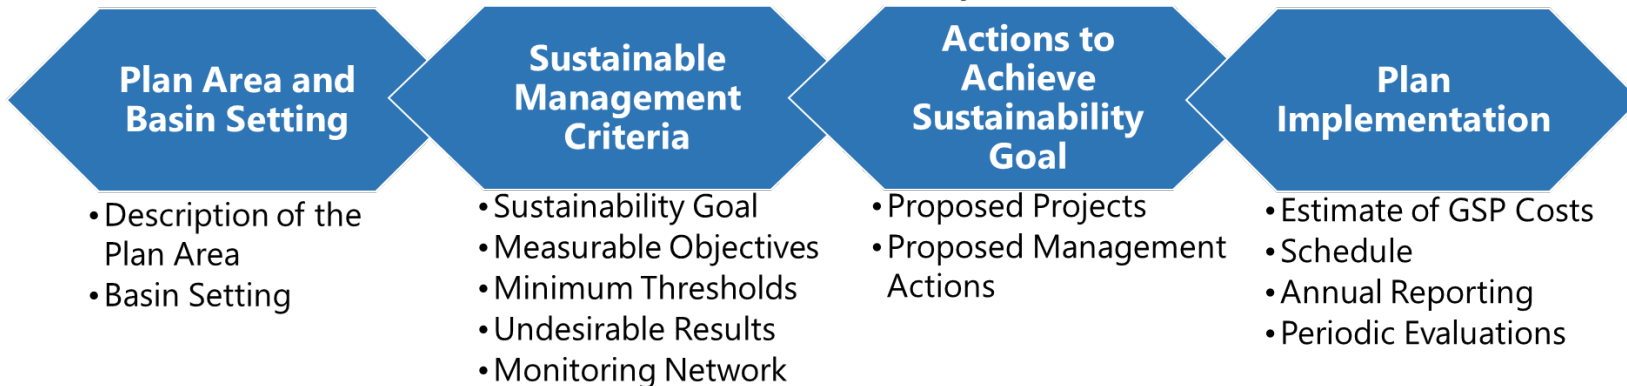 Plan Area and
Basin Setting
• Description of the
Plan Area
• Basin Setting
Sustainable
Management
Criteria
• Sustainability Goal
• Measurable Objectives
• Minimum Thresholds
• Undesirable Results
• Monitoring Network
Actions to
Achieve
Sustainability
Goal
• Proposed Projects
• Proposed Management
Actions
Plan
Implementation
• Estimate of GSP Costs
• Schedule
• Annual Reporting
• Periodic Evaluations